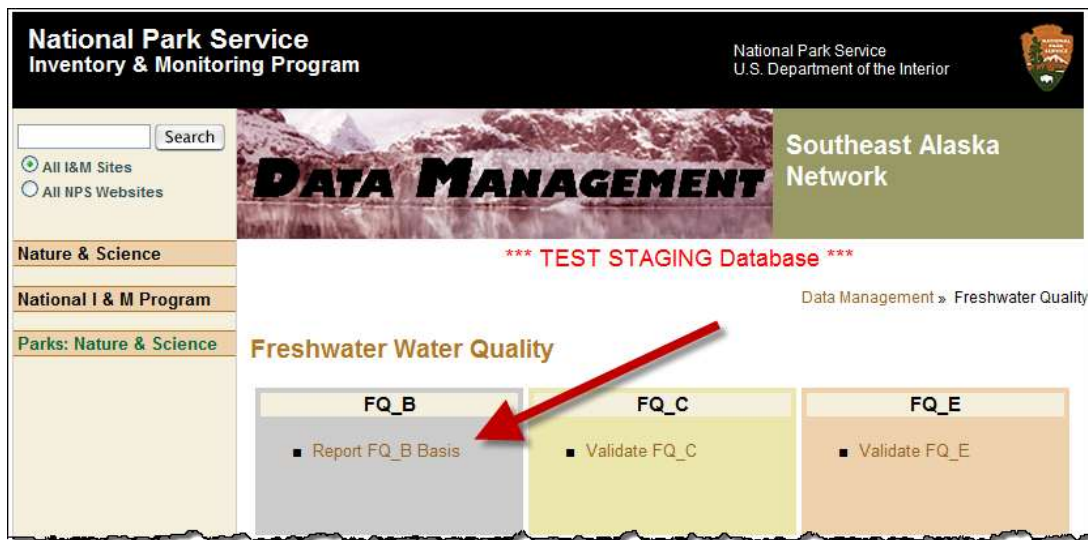 National Park Service
Inventory & Monitoring Program
National Park Service
U.S. Department of the Interior
Search
All I&M Sites
All NPS Websites
DATA MANAGEMENT
Southeast Alaska
Network
Nature & Science
*** TEST STAGING Database ***
National I & M Program
Data Management » Freshwater Quality
Parks: Nature & Science
Freshwater Water Quality
FQ_B
FQ_C
FQ_E
Report FQ_B Basis
Validate FQ_C
Validate FQ_E